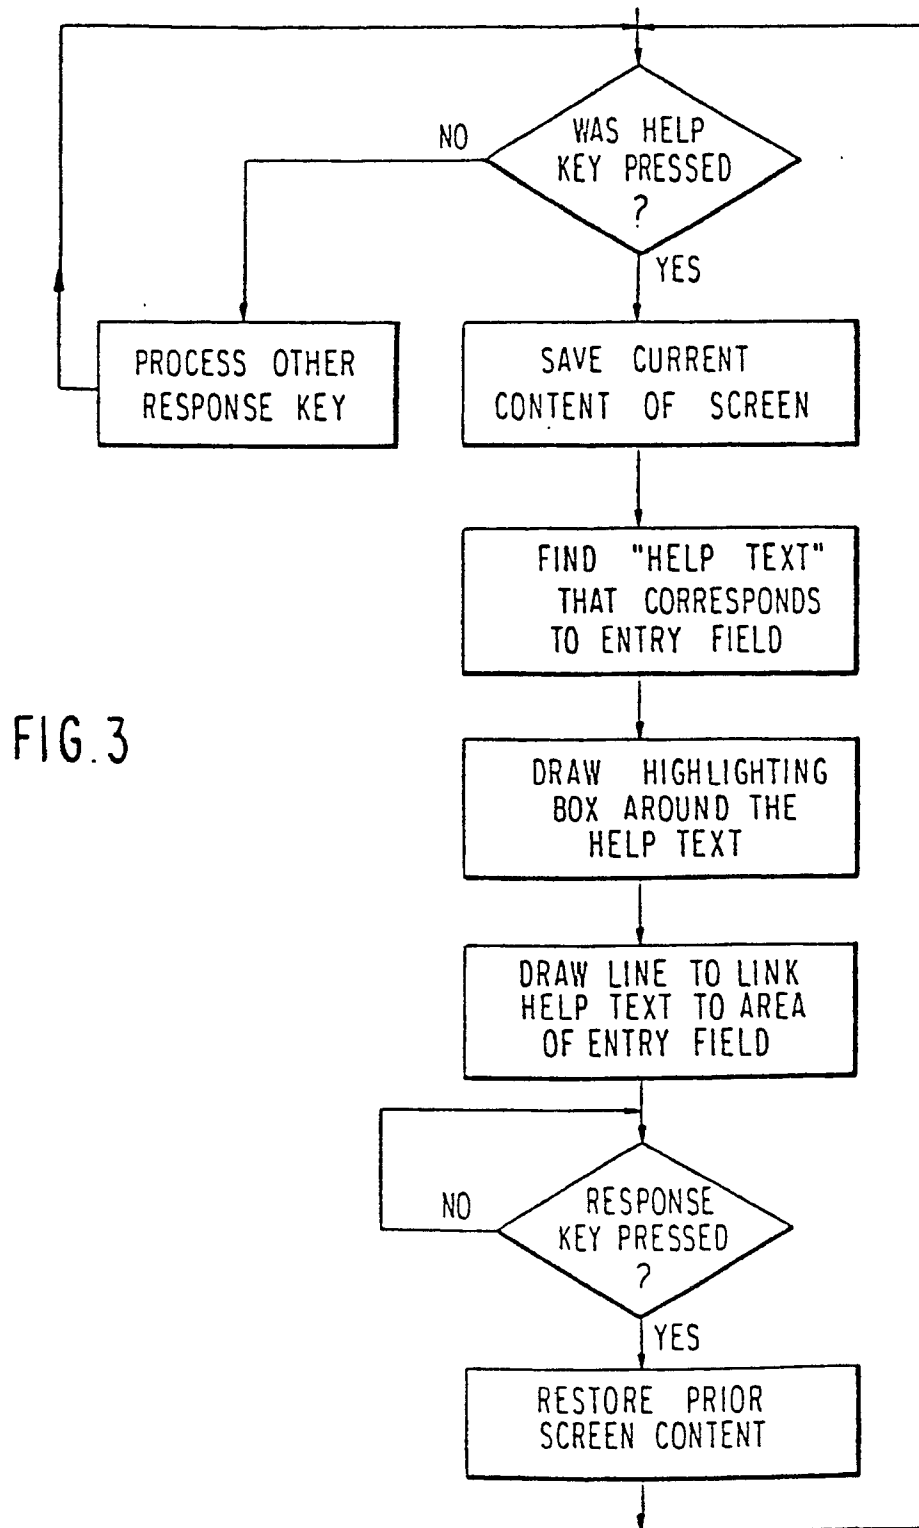 WAS HELP
KEY PRESSED
?
NO
YES
PROCESS OTHER
RESPONSE KEY
SAVE CURRENT
CONTENT OF SCREEN
FIND "HELP TEXT"
THAT CORRESPONDS
TO ENTRY FIELD
FIG.3
DRAW HIGHLIGHTING
BOX AROUND THE
HELP TEXT
DRAW LINE TO LINK
HELP TEXT TO AREA
OF ENTRY FIELD
NO
RESPONSE
KEY PRESSED
?
YES
RESTORE PRIOR
SCREEN CONTENT